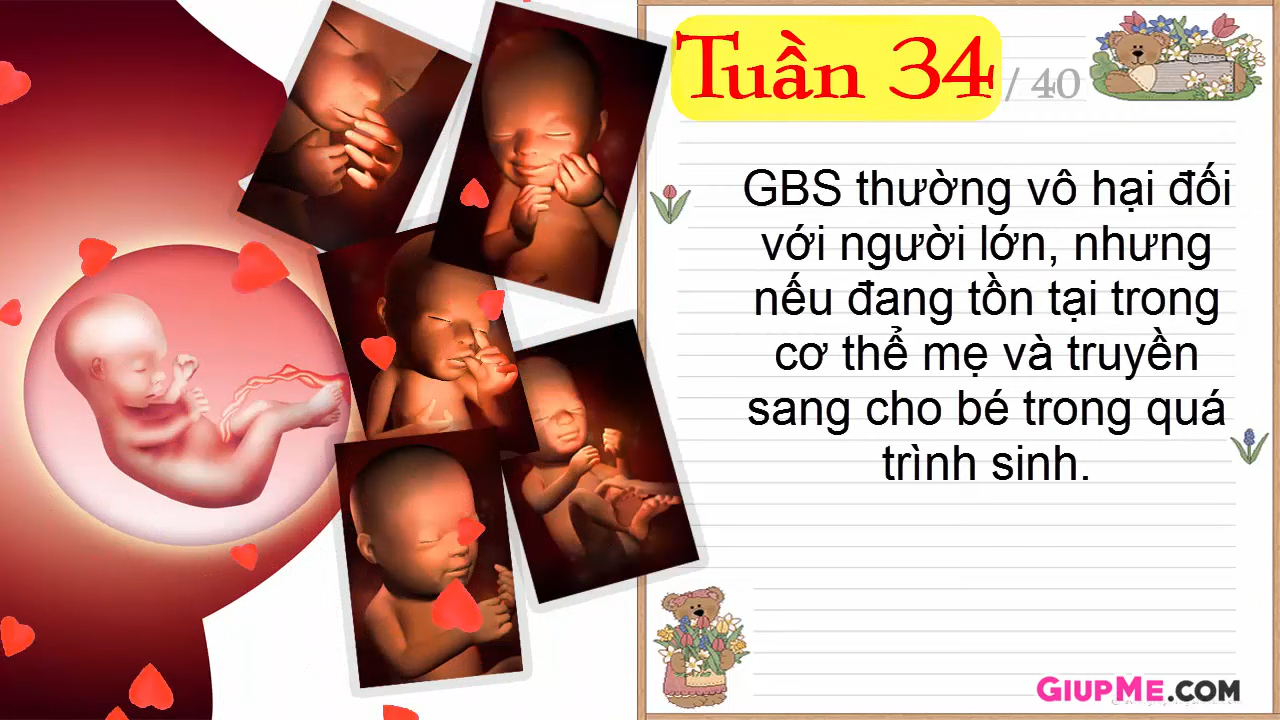 Tuần 34 / 40
GBS thường vô hại đối
với người lớn, nhưng
nếu đang tồn tại trong
cơ thể mẹ và truyền
sang cho bé trong quá
trình sinh.
GIUPME.COM